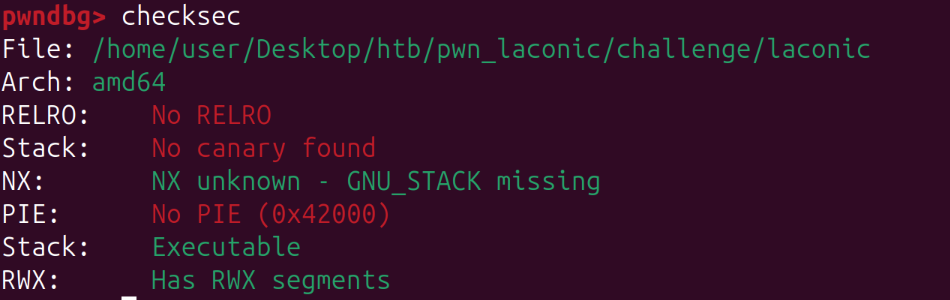 pwndbg> checksec
File: /home/user/Desktop/htb/pwn_laconic/challenge/laconic
Arch: amd64
RELRO: No RELRO
Stack: No canary found
NX: NX unknown - GNU_STACK missing
PIE: No PIE (0x42000)
Stack: Executable
RWX: Has RWX segments